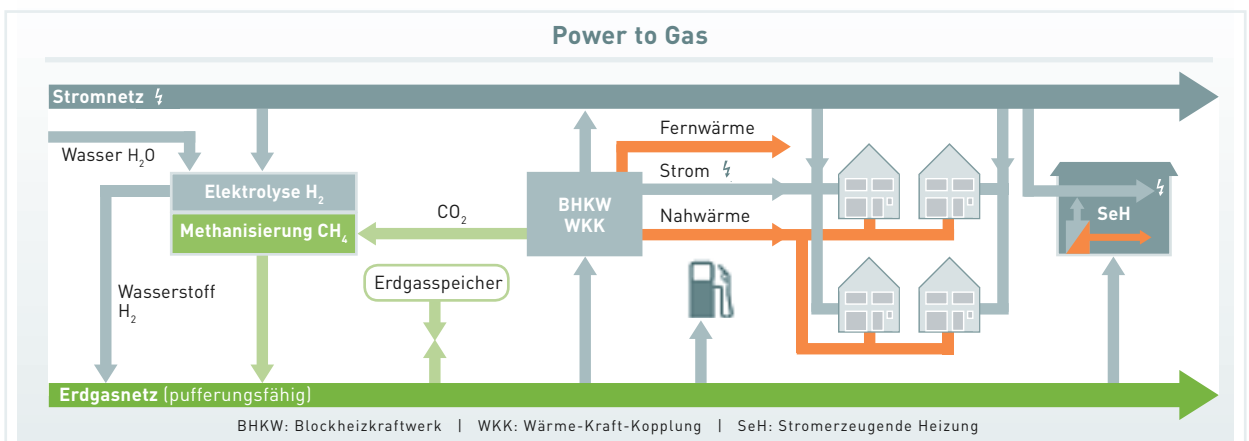 Power to Gas
Stromnetz
Wasser H₂O
Fernwärme
Strom
Elektrolyse H₂
Methanisierung CH₄
CO₂
BHKW
WKK
Nahwärme
SeH
Erdgasspeicher
Wasserstoff
H₂
Erdgasnetz (pufferungsfähig)
BHKW: Blockheizkraftwerk | WKK: Wärme-Kraft-Kopplung | SeH: Stromerzeugende Heizung